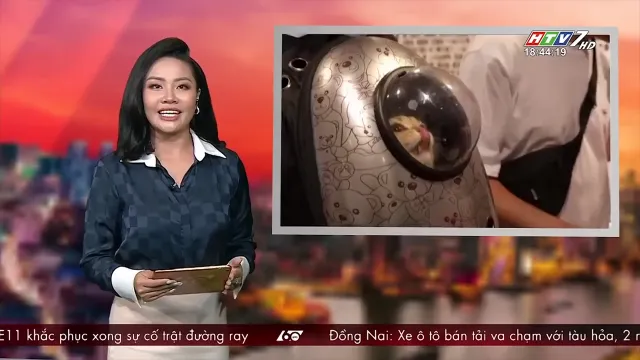 HTV7 HD
18:44:19
E11 khắc phục xong sự cố trật đường ray
60
Đồng Nai: Xe ô tô bán tải va chạm với tàu hỏa, 2 n